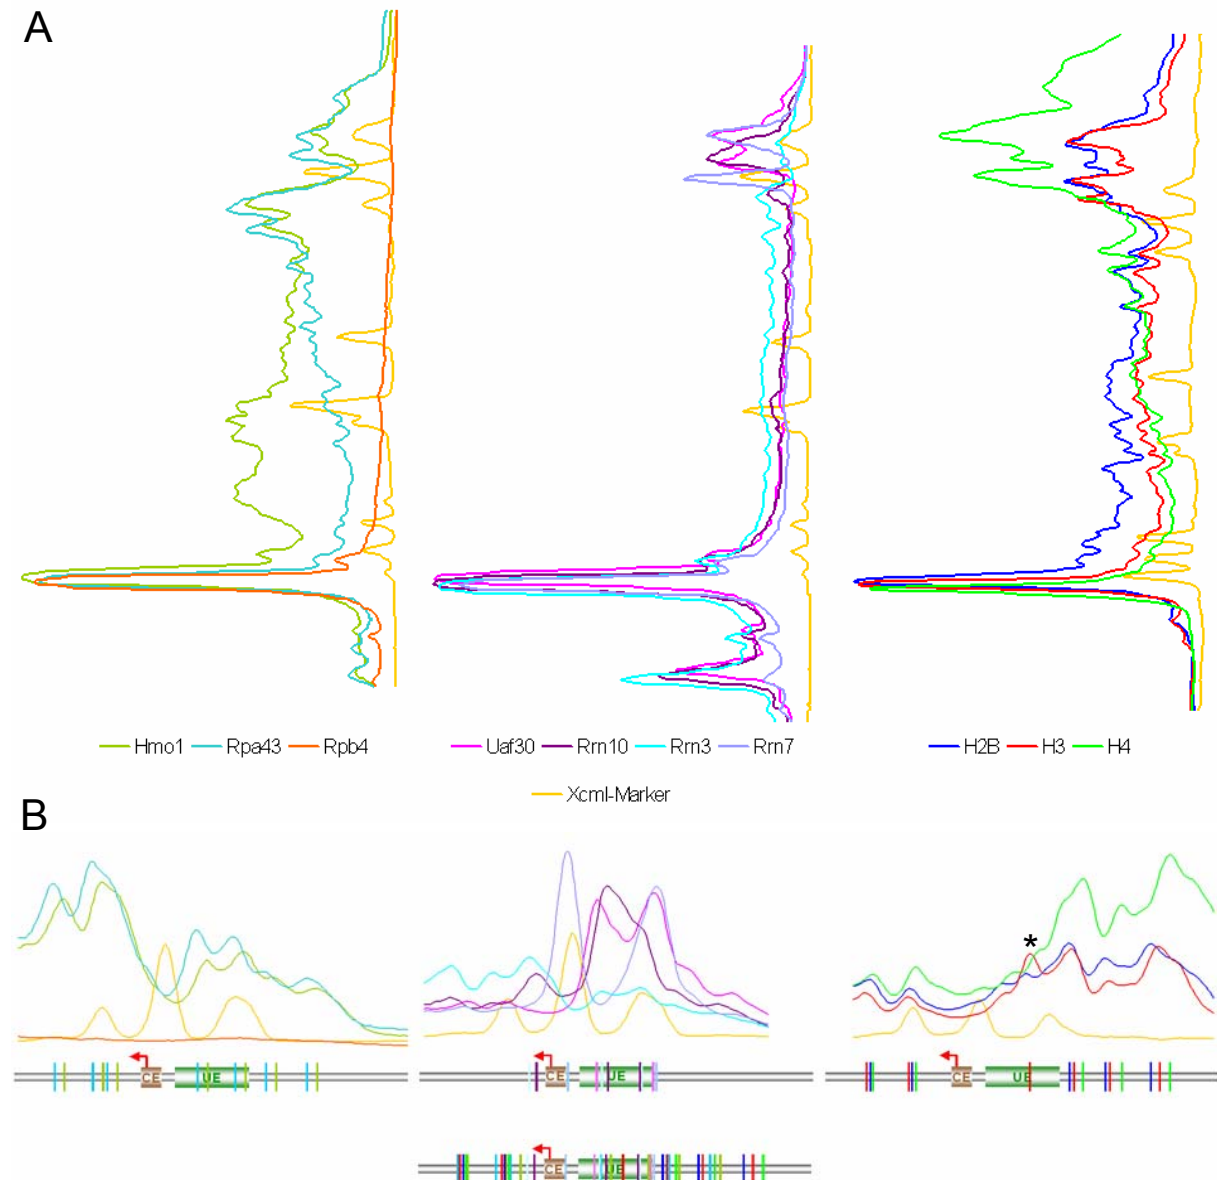 A
Hmo1 Rpa43 Rpb4
Uaf30 Rrn10 Rrn3 Rrn7
H2B H3 H4
XcmI-Marker
B
*
CE UE
CE UE
CE UE
CE UE